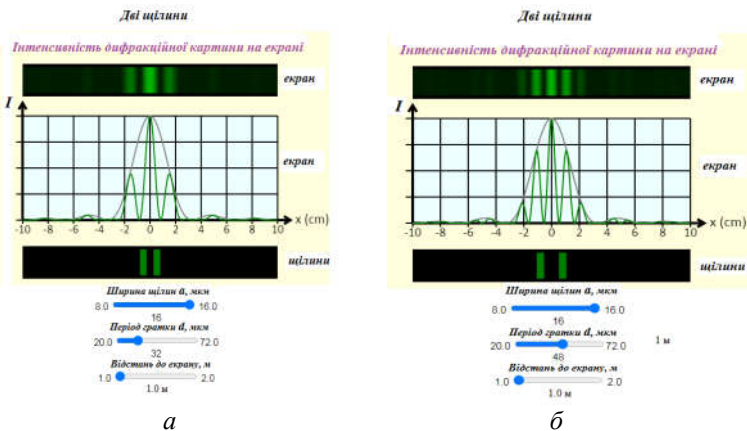 Дві щілини
Інтенсивність дифракційної картини на екрані
екран
I
екран
-10 -8 -6 -4 -2 0 2 4 6 8 10 x (cm)
щілини
Ширина щілин a, мкм
8.0 16.0
16
Період гратки d, мкм
20.0 72.0
32
Відстань до екрану, м
1.0 2.0
1.0 м
а
Дві щілини
Інтенсивність дифракційної картини на екрані
екран
I
екран
-10 -8 -6 -4 -2 0 2 4 6 8 10 x (cm)
щілини
Ширина щілин a, мкм
8.0 16.0
16
Період гратки d, мкм
20.0 72.0 1 м
48
Відстань до екрану, м
1.0 2.0
1.0 м
б